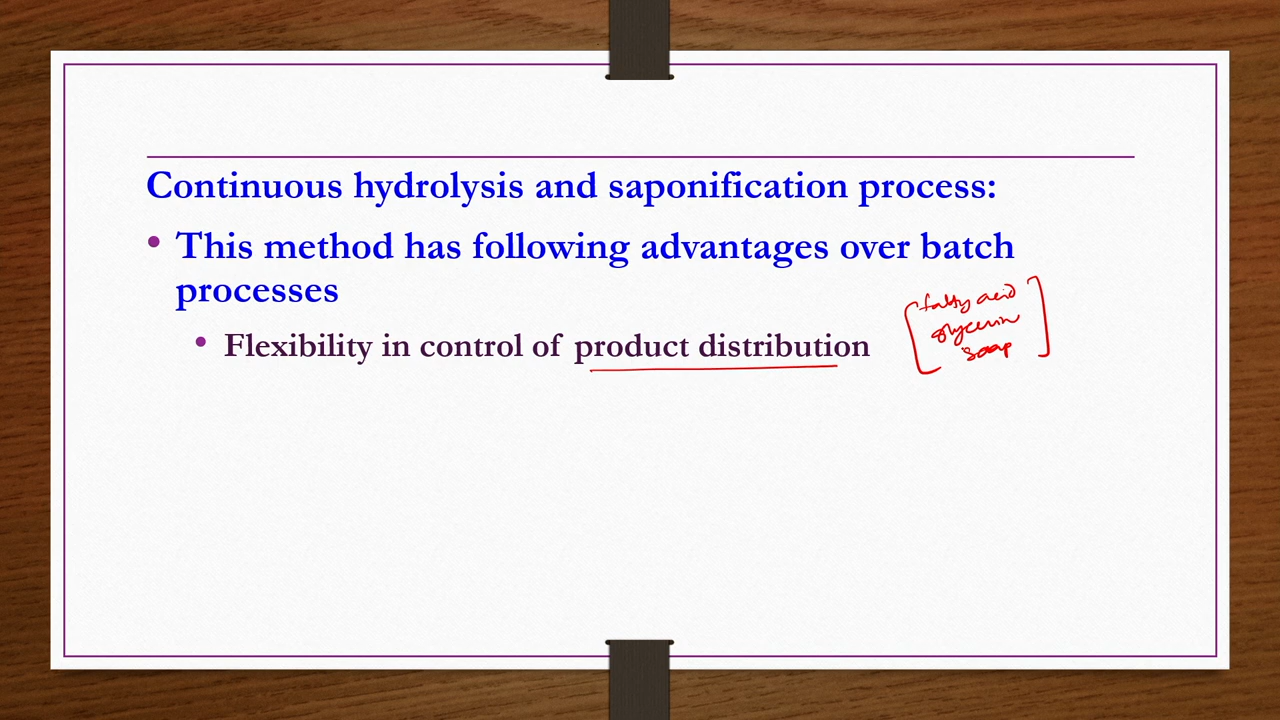 Continuous hydrolysis and saponification process:
• This method has following advantages over batch
processes
• Flexibility in control of product distribution
fatty acid
glycerin
soap